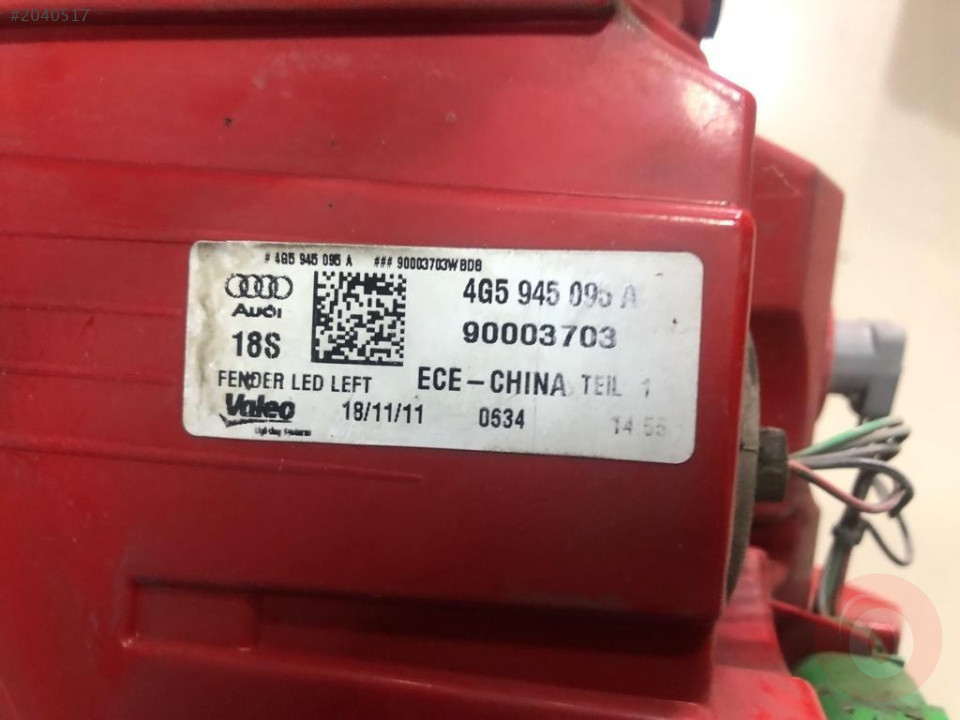 #2040517
# 4G5 945 095 A ### 90003703WBDB
Audi
4G5 945 095 A
18S
90003703
FENDER LED LEFT ECE-CHINA TEIL 1
Valeo
18/11/11 0634 14.55